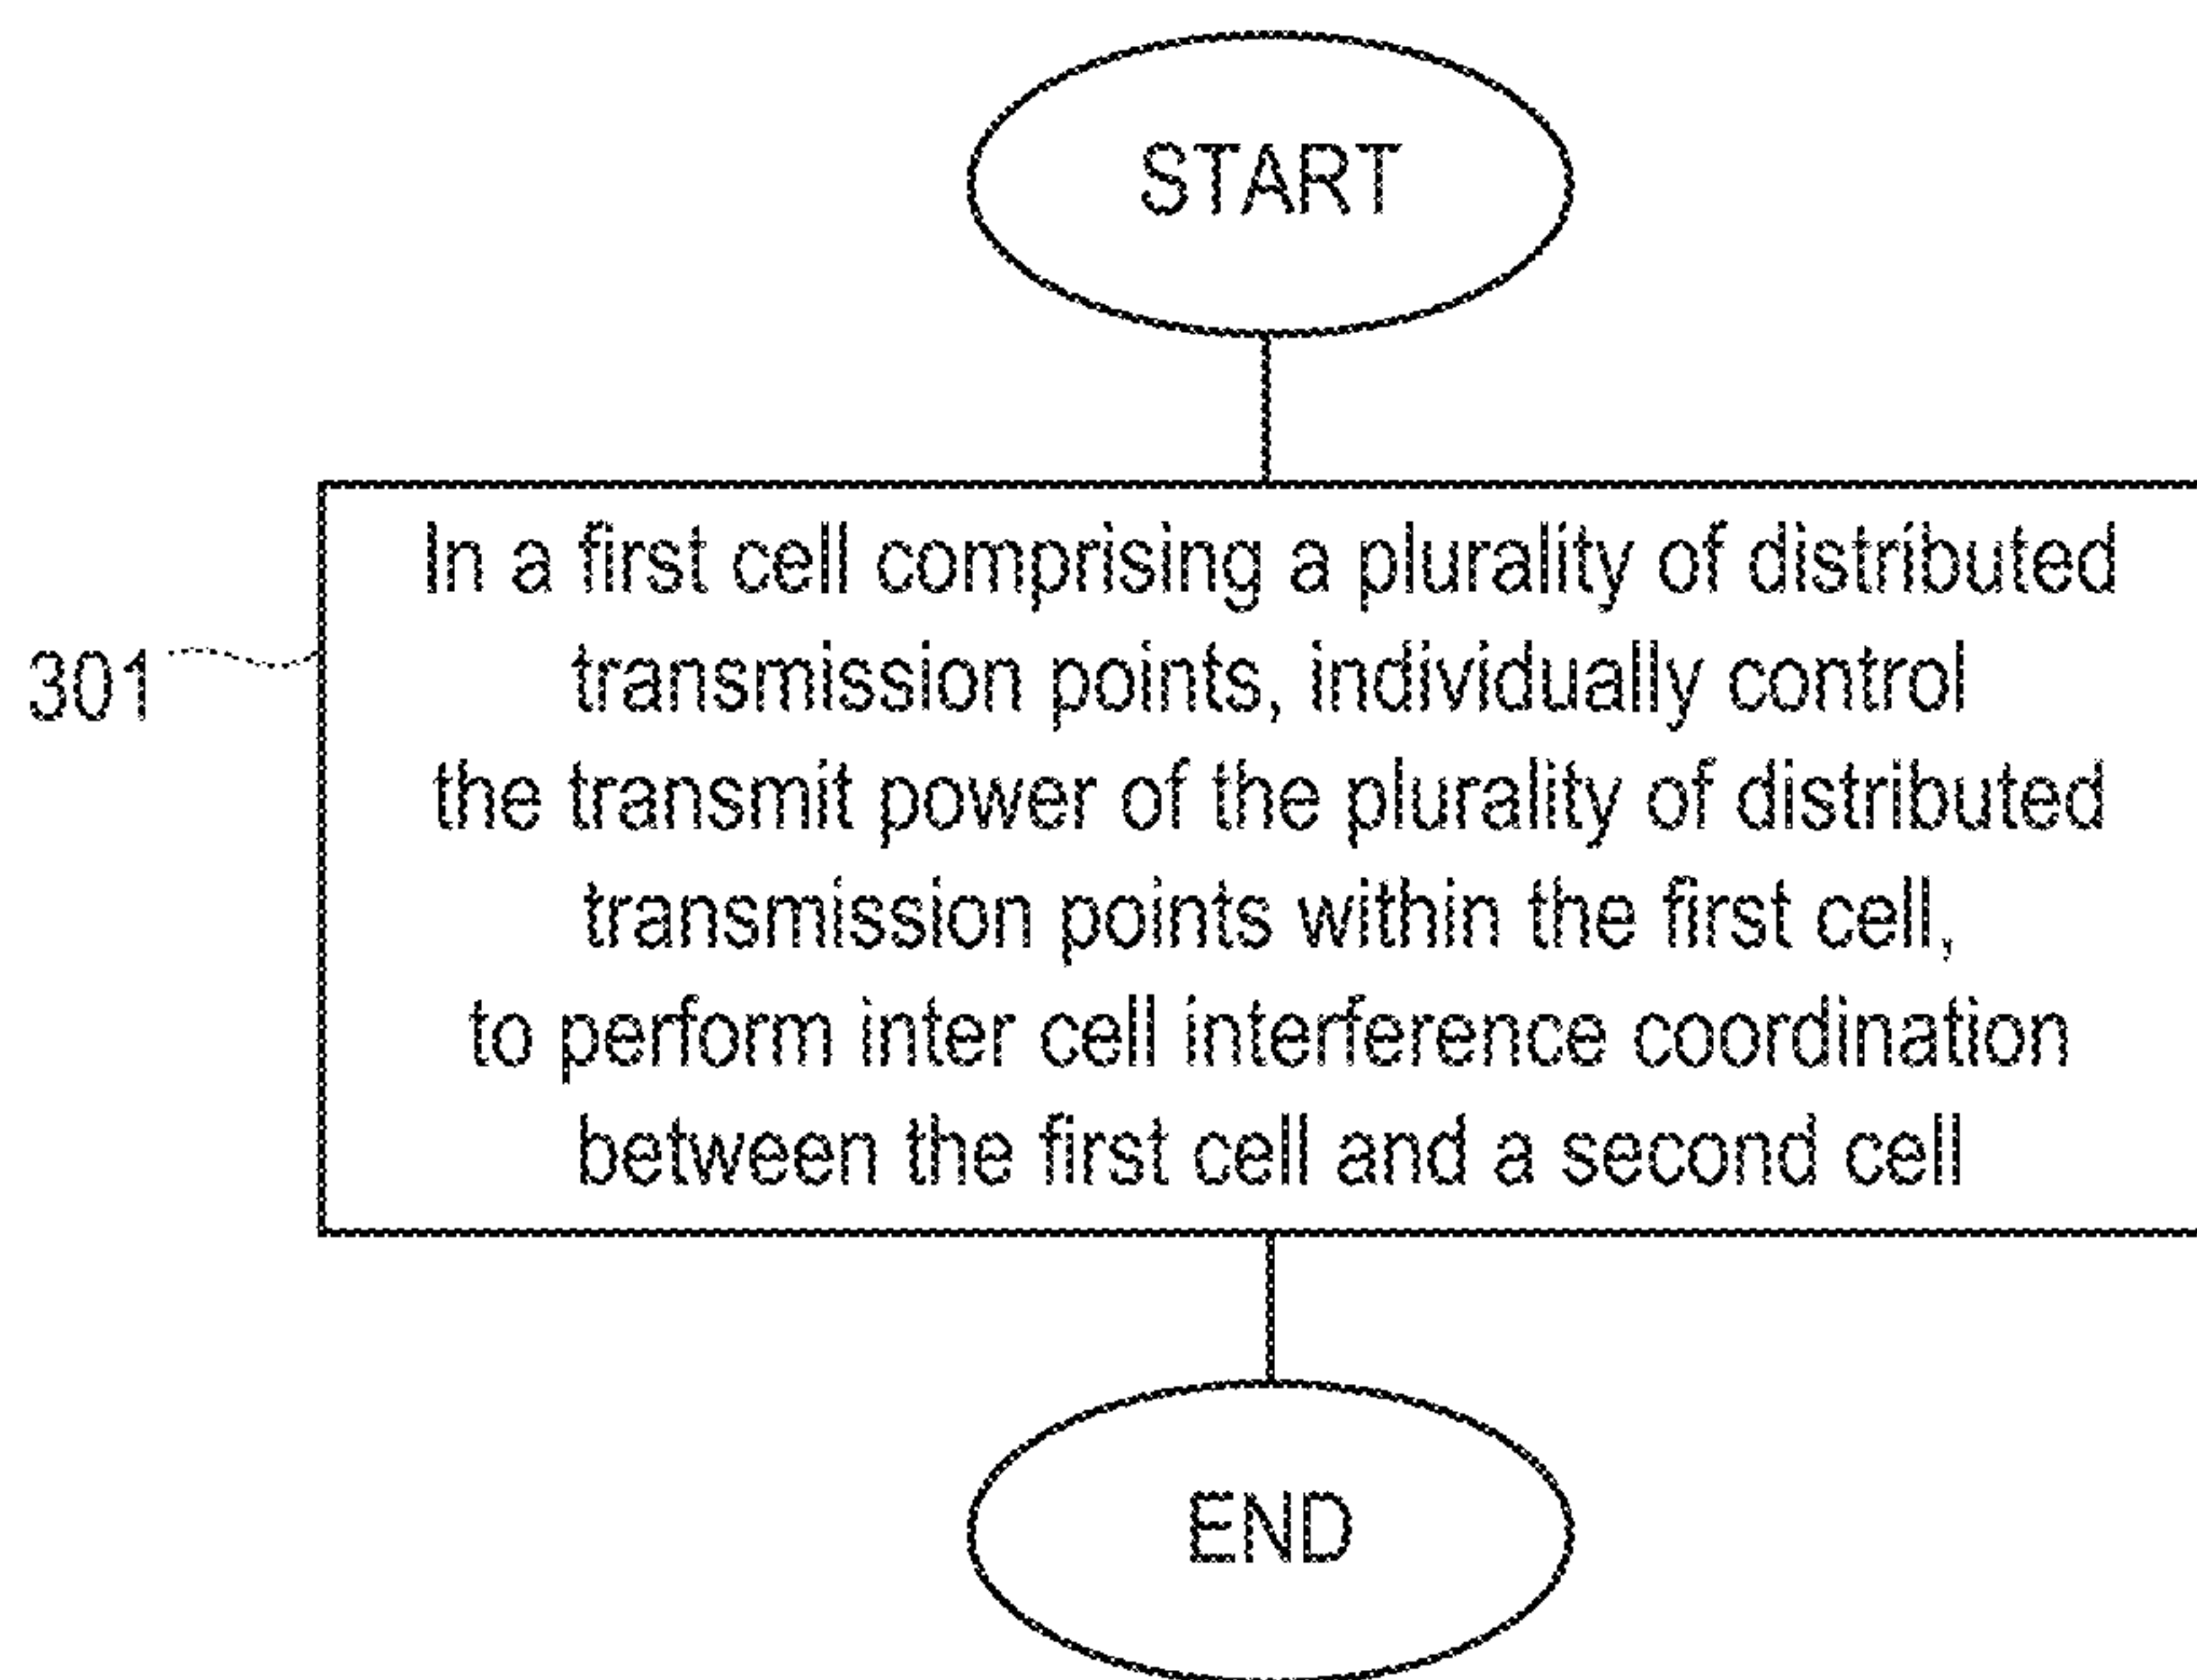 START
In a first cell comprising a plurality of distributed
transmission points, individually control
301
the transmit power of the plurality of distributed
transmission points within the first cell,
to perform inter cell interference coordination
between the first cell and a second cell
END